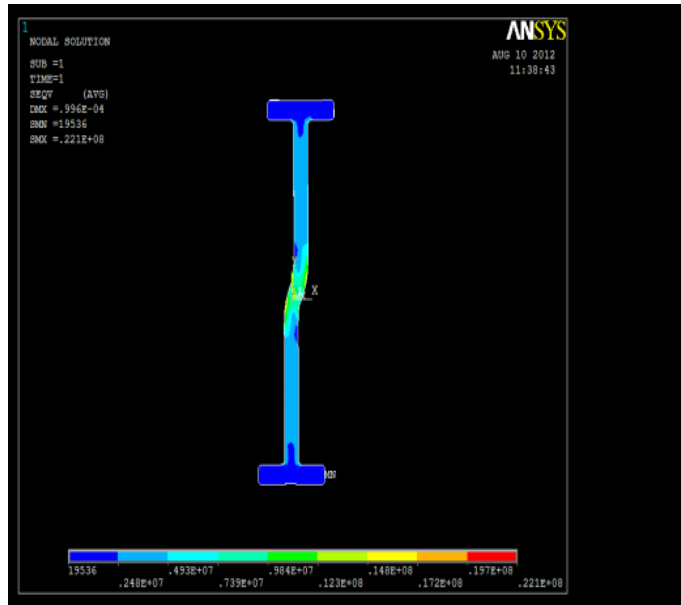 1
NODAL SOLUTION
SUB =1
TIME=1
SEQV (AVG)
DMX =.996E-04
SMN =19536
SMX =.221E+08
ANSYS
AUG 10 2012
11:38:43
X
MN
19536 .493E+07 .984E+07 .148E+08 .197E+08
.248E+07 .739E+07 .123E+08 .172E+08 .221E+08